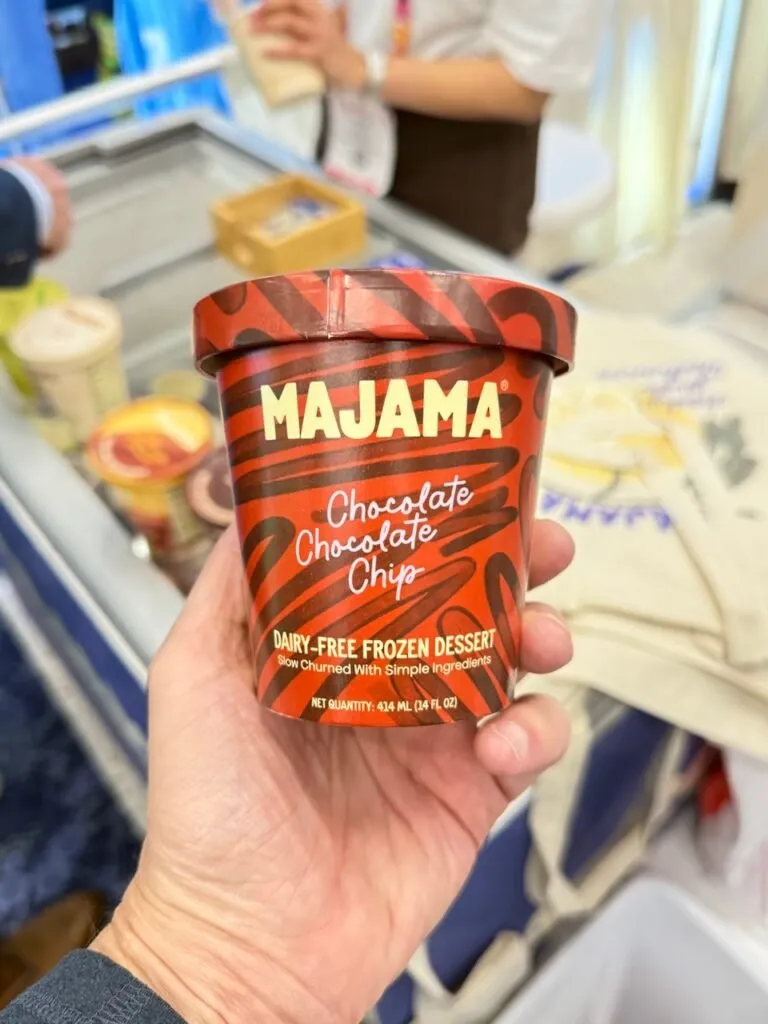 MAJAMA®
Chocolate
Chocolate
Chip
DAIRY-FREE FROZEN DESSERT
Slow Churned With Simple Ingredients
NET QUANTITY: 414 ML (14 FL OZ)